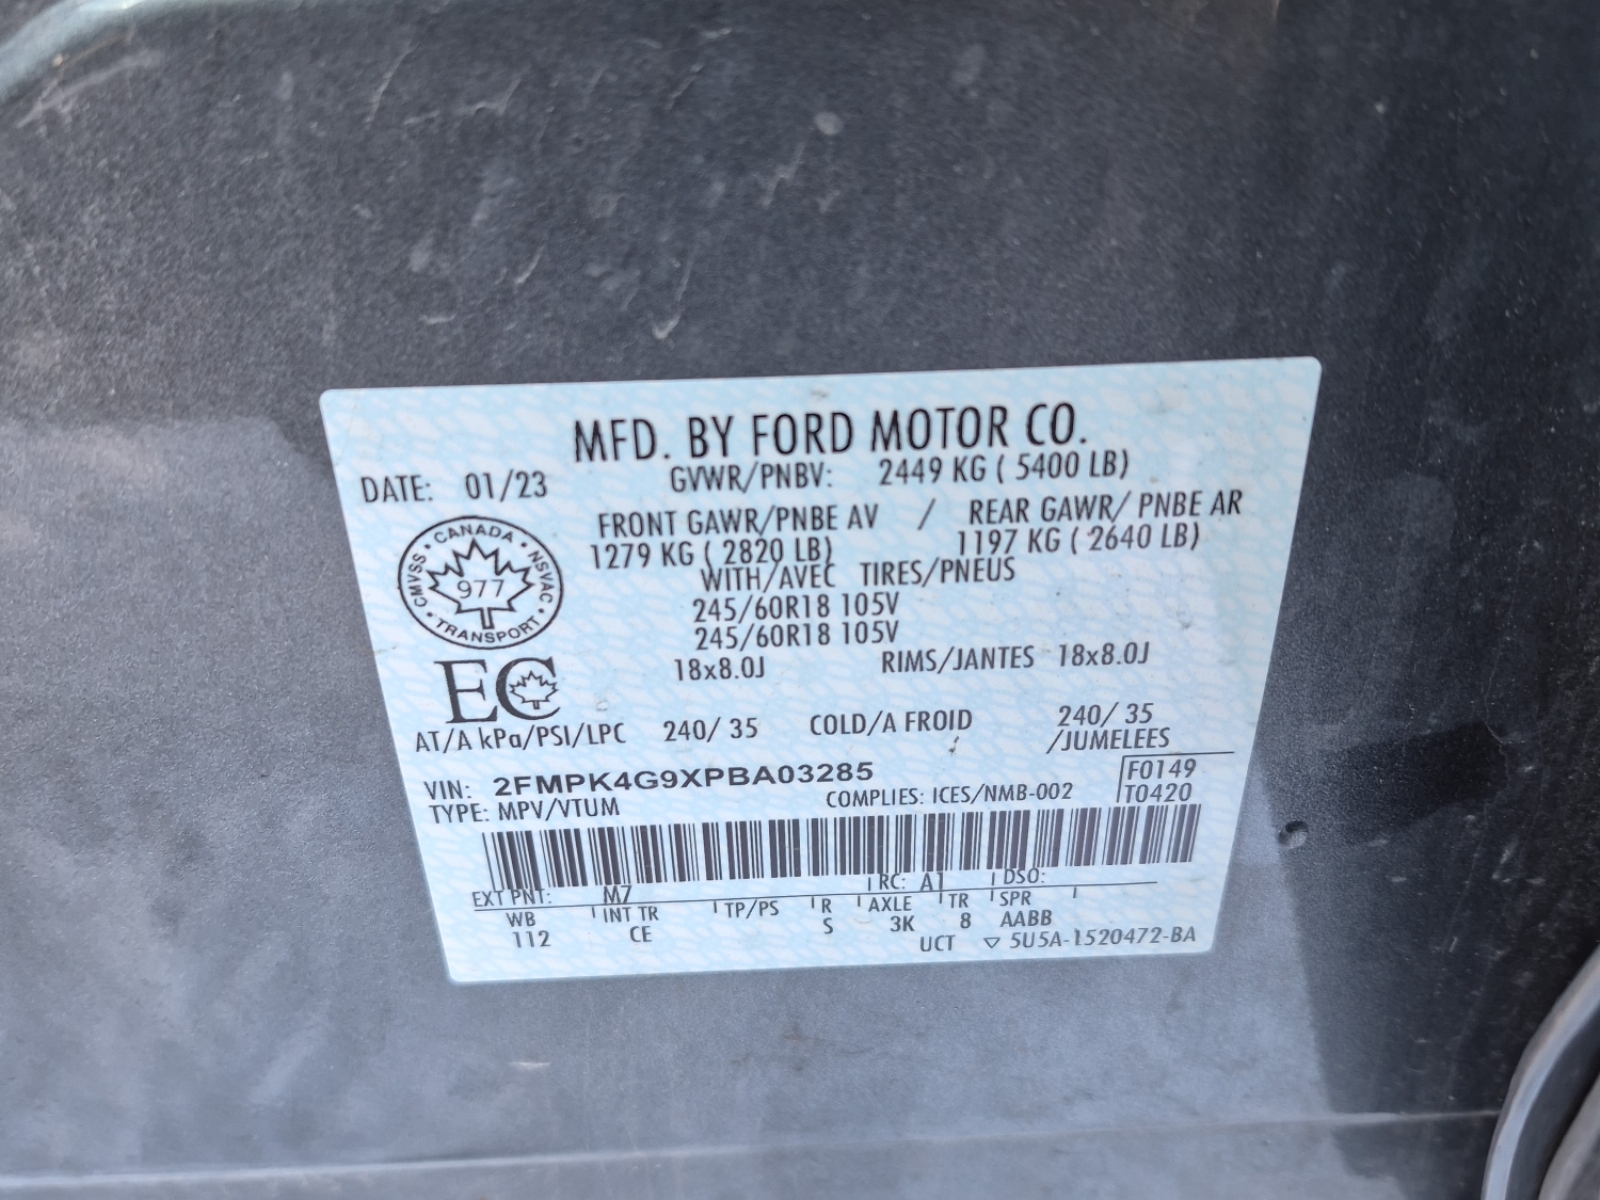 MFD. BY FORD MOTOR CO.
DATE: 01/23
GVWR/PNBV: 2449 KG ( 5400 LB)
FRONT GAWR/PNBE AV / REAR GAWR/ PNBE AR
1279 KG ( 2820 LB) 1197 KG ( 2640 LB)
WITH/AVEC TIRES/PNEUS
245/60R18 105V
245/60R18 105V
18x8.0J RIMS/JANTES 18x8.0J
CANADA
CMVSS 977 NSVAC
TRANSPORT
EC
AT/A kPa/PSI/LPC 240/ 35 COLD/A FROID 240/ 35
/JUMELEES
VIN: 2FMPK4G9XPBA03285 F0149
TYPE: MPV/VTUM COMPLIES: ICES/NMB-002 T0420
EXT PNT: M7 RC: A1 DSO:
WB INT TR TP/PS R AXLE TR SPR
112 CE S 3K 8 AABB
UCT ▽ 5U5A-1520472-BA